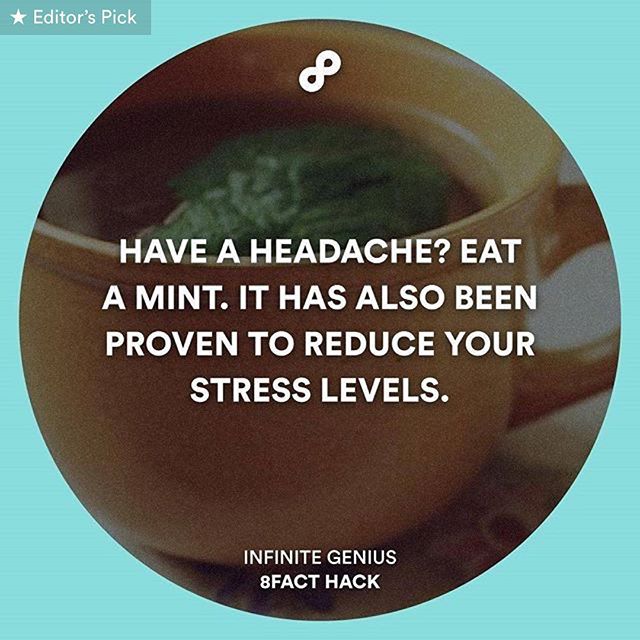 ★ Editor's Pick
HAVE A HEADACHE? EAT
A MINT. IT HAS ALSO BEEN
PROVEN TO REDUCE YOUR
STRESS LEVELS.
INFINITE GENIUS
8FACT HACK